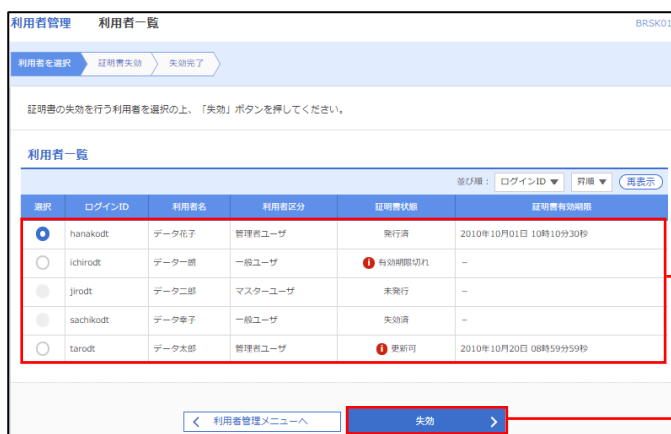 利用者管理 利用者一覧 BRSK01
利用者を選択 証明書失効 失効完了
証明書の失効を行う利用者を選択の上、「失効」ボタンを押してください。
利用者一覧
並び順： ログインID ▼ 昇順 ▼ 再表示
選択 ログインID 利用者名 利用者区分 証明書状態 証明書有効期限
hanakodt データ花子 管理者ユーザ 発行済 2010年10月01日 10時10分30秒
ichirodt データ一朗 一般ユーザ 有効期限切れ －
jirodt データ二郎 マスターユーザ 未発行 －
sachikodt データ幸子 一般ユーザ 失効済 －
tarodt データ太郎 管理者ユーザ 更新可 2010年10月20日 08時59分59秒
利用者管理メニューへ 失効